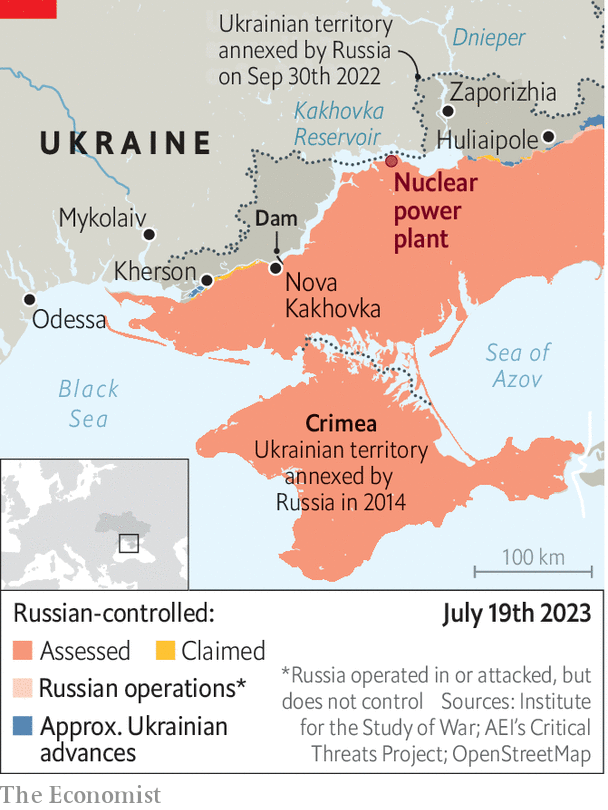 Ukrainian territory
annexed by Russia
on Sep 30th 2022
Dnieper
Zaporizhia
Kakhovka
Reservoir
Huliaipole
UKRAINE
Nuclear
power
plant
Mykolaiv
Dam
Kherson
Nova
Kakhovka
Odessa
Sea of
Azov
Black
Sea
Crimea
Ukrainian territory
annexed by
Russia in 2014
100 km
Russian-controlled:
July 19th 2023
Assessed
Claimed
Russian operations*
Approx. Ukrainian
advances
*Russia operated in or attacked, but
does not control Sources: Institute
for the Study of War; AEI's Critical
Threats Project; OpenStreetMap
The Economist